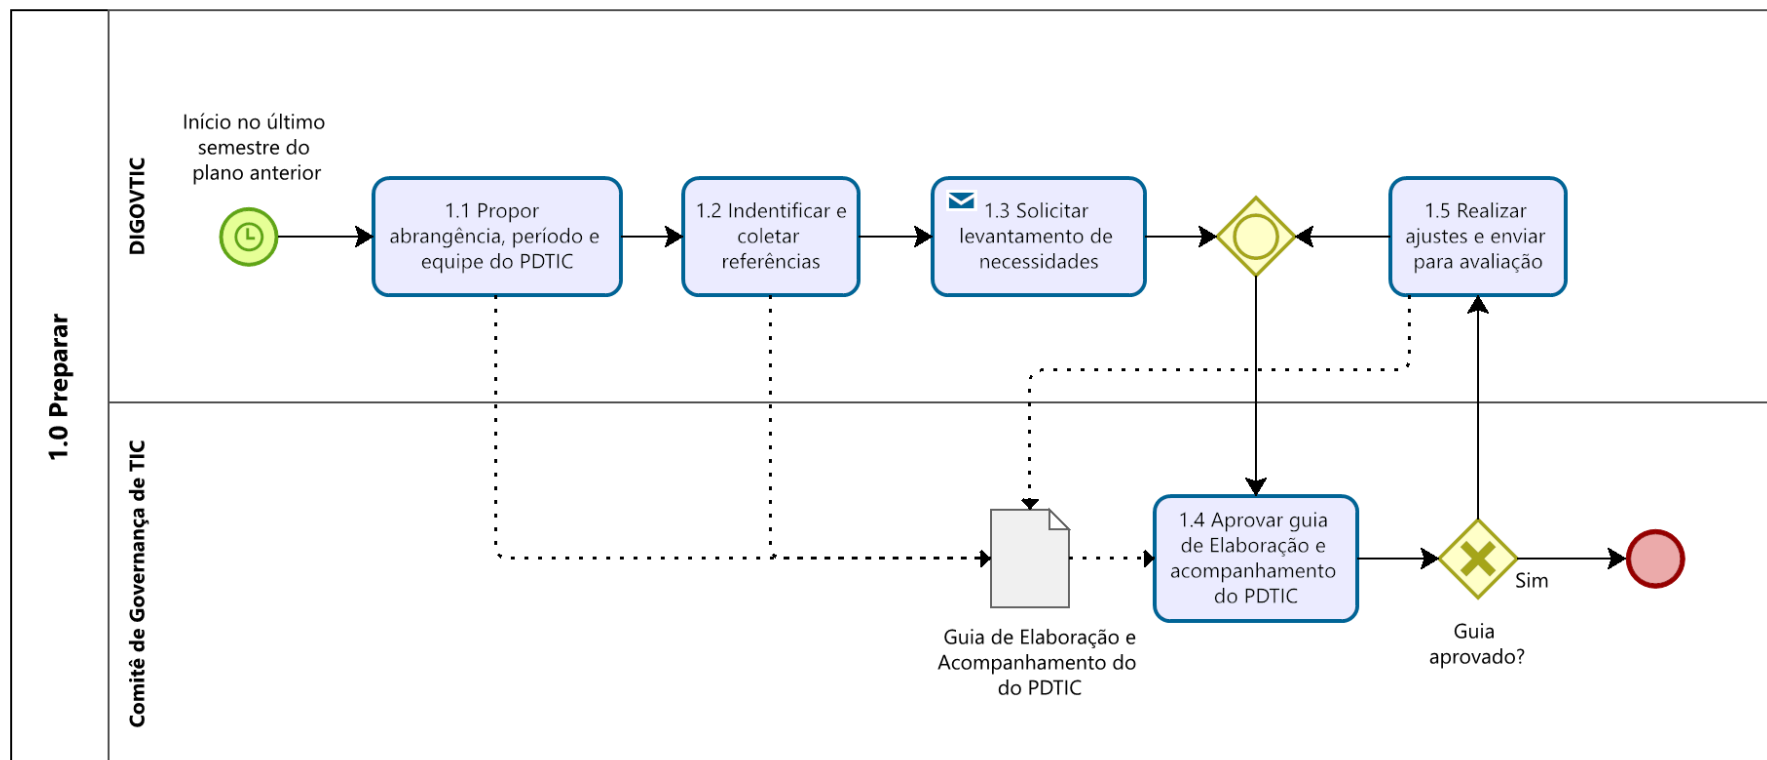 1.0 Preparar
DIGOVTIC
Início no último
semestre do
plano anterior
1.1 Propor
abrangência, período e
equipe do PDTIC
1.2 Indentificar e
coletar
referências
1.3 Solicitar
levantamento de
necessidades
1.5 Realizar
ajustes e enviar
para avaliação
Comitê de Governança de TIC
Guia de Elaboração e
Acompanhamento do
do PDTIC
1.4 Aprovar guia
de Elaboração e
acompanhamento
do PDTIC
Sim
Guia
aprovado?